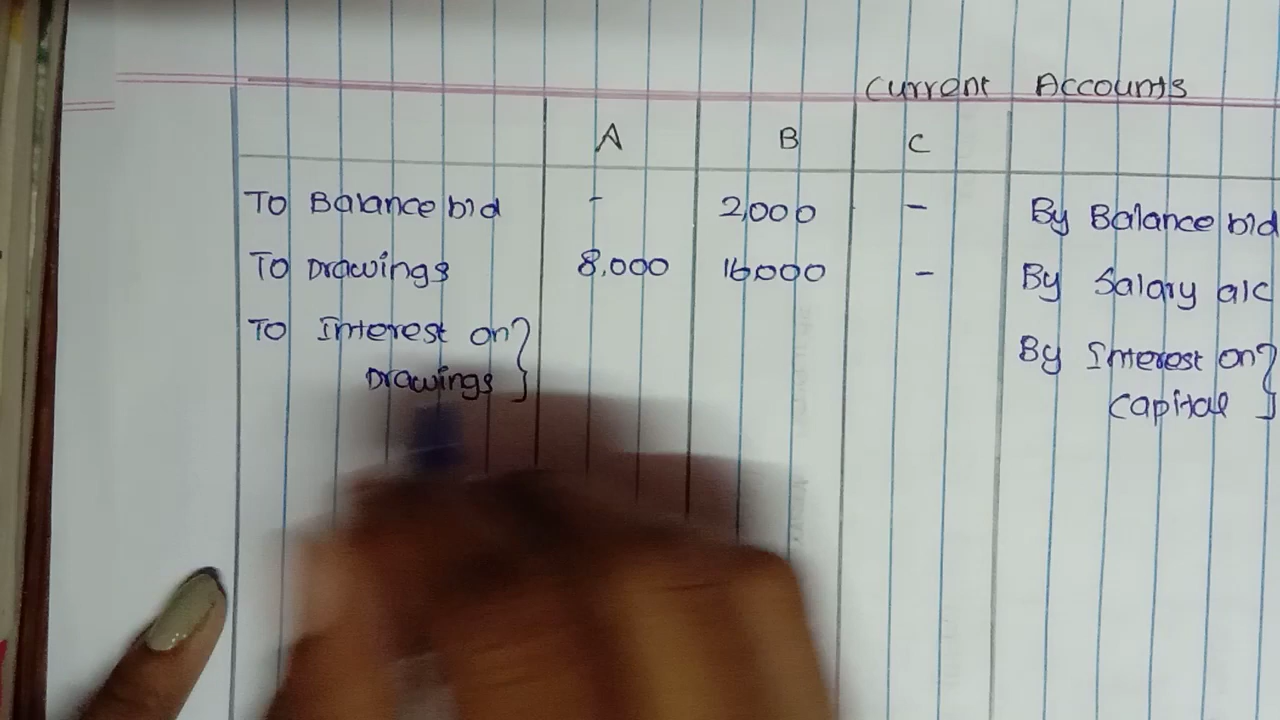 Current Accounts
A B C
To Balance b/d - 2,000 - By Balance b/d
To Drawings 8,000 16000 - By Salary a/c
To Interest on} By Interest on}
Drawings capital